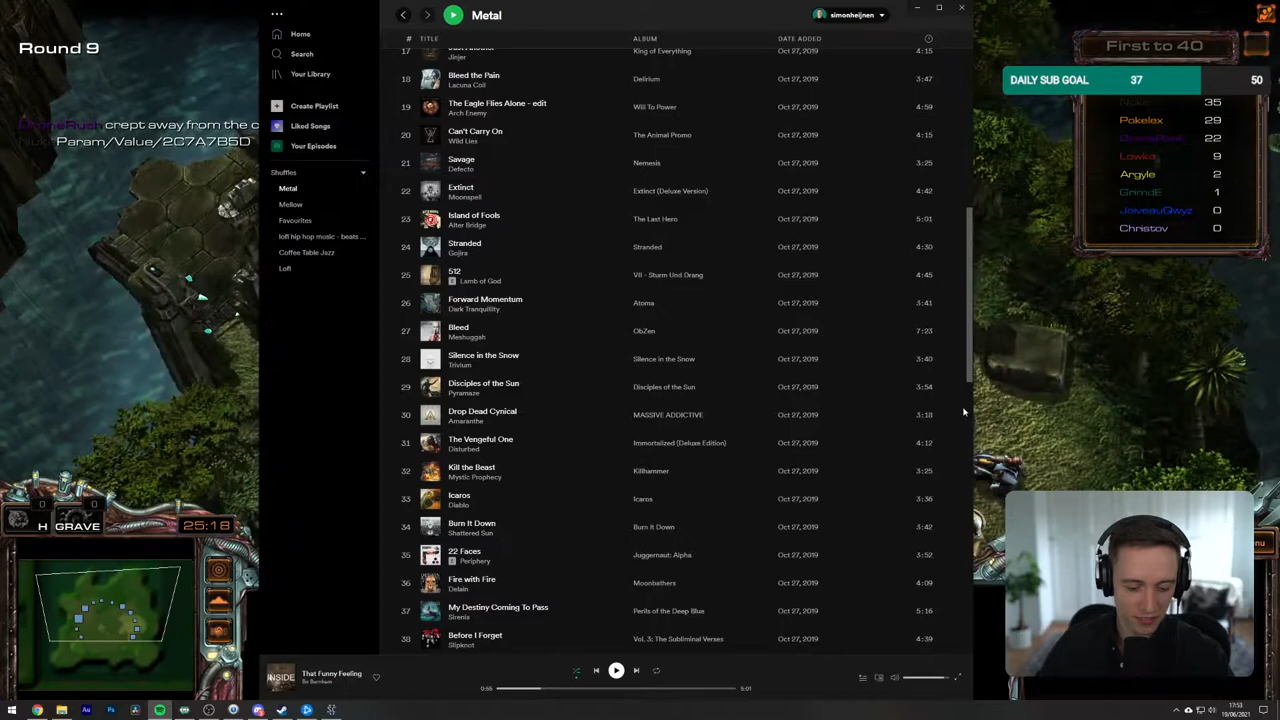 Round 9
DroneRush crept away from the c
Nuk: Param/Value/2C7A7B5D
H GRAVE
25:18
Home
Search
Your Library
Create Playlist
Liked Songs
Your Episodes
Shuffles
Metal
Mellow
Favourites
lofi hip hop music - beats ...
Coffee Table Jazz
Lofi
Metal
simonheijnen
# TITLE ALBUM DATE ADDED
17 Just Another King of Everything 4:15
Jinjer
18 Bleed the Pain Delirium Oct 27, 2019 3:47
Lacuna Coil
19 The Eagle Flies Alone - edit Will To Power Oct 27, 2019 4:59
Arch Enemy
20 Can't Carry On The Animal Promo Oct 27, 2019 4:15
Wild Lies
21 Savage Nemesis Oct 27, 2019 3:25
Defecto
22 Extinct Extinct (Deluxe Version) Oct 27, 2019 4:42
Moonspell
23 Island of Fools The Last Hero Oct 27, 2019 5:01
Alter Bridge
24 Stranded Stranded Oct 27, 2019 4:30
Gojira
25 512 VII - Sturm Und Drang Oct 27, 2019 4:45
E Lamb of God
26 Forward Momentum Atoma Oct 27, 2019 3:41
Dark Tranquillity
27 Bleed ObZen Oct 27, 2019 7:23
Meshuggah
28 Silence in the Snow Silence in the Snow Oct 27, 2019 3:40
Trivium
29 Disciples of the Sun Disciples of the Sun Oct 27, 2019 3:54
Pyramaze
30 Drop Dead Cynical MASSIVE ADDICTIVE Oct 27, 2019 3:18
Amaranthe
31 The Vengeful One Immortalized (Deluxe Edition) Oct 27, 2019 4:12
Disturbed
32 Kill the Beast Killhammer Oct 27, 2019 3:25
Mystic Prophecy
33 Icaros Icaros Oct 27, 2019 3:36
Diablo
34 Burn It Down Burn It Down Oct 27, 2019 3:42
Shattered Sun
35 22 Faces Juggernaut: Alpha Oct 27, 2019 3:52
E Periphery
36 Fire with Fire Moonbathers Oct 27, 2019 4:09
Delain
37 My Destiny Coming To Pass Perils of the Deep Blue Oct 27, 2019 5:16
Sirenia
38 Before I Forget Vol. 3: The Subliminal Verses Oct 27, 2019 4:39
Slipknot
INSIDE
That Funny Feeling
Bo Burnham
0:55
5:01
First to 40
DAILY SUB GOAL 37 50
35
Pokelex 29
22
Lowko 9
Argyle 2
GrimdE 1
JoiveauQwyz 0
Christov 0
17:53
19/06/2021